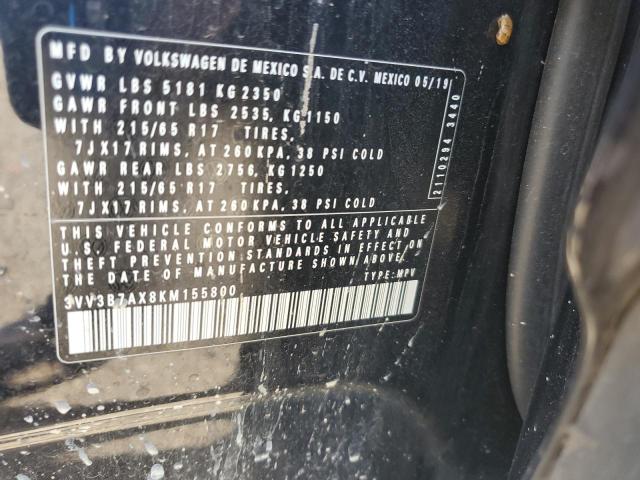 MFD BY VOLKSWAGEN DE MEXICO S.A. DE C.V. MEXICO 05/19
GVWR LBS 5181 KG 2350
GAWR FRONT LBS 2535, KG 1150
WITH 215/65 R17 TIRES,
7JX17 RIMS, AT 260 KPA, 38 PSI COLD
GAWR REAR LBS 2756, KG 1250
WITH 215/65 R17 TIRES,
7JX17 RIMS, AT 260 KPA, 38 PSI COLD
THIS VEHICLE CONFORMS TO ALL APPLICABLE
U.S. FEDERAL MOTOR VEHICLE SAFETY AND
THEFT PREVENTION STANDARDS IN EFFECT ON
THE DATE OF MANUFACTURE SHOWN ABOVE.
3VV3B7AX8KM155800 TYPE: MPV
2110294 3440